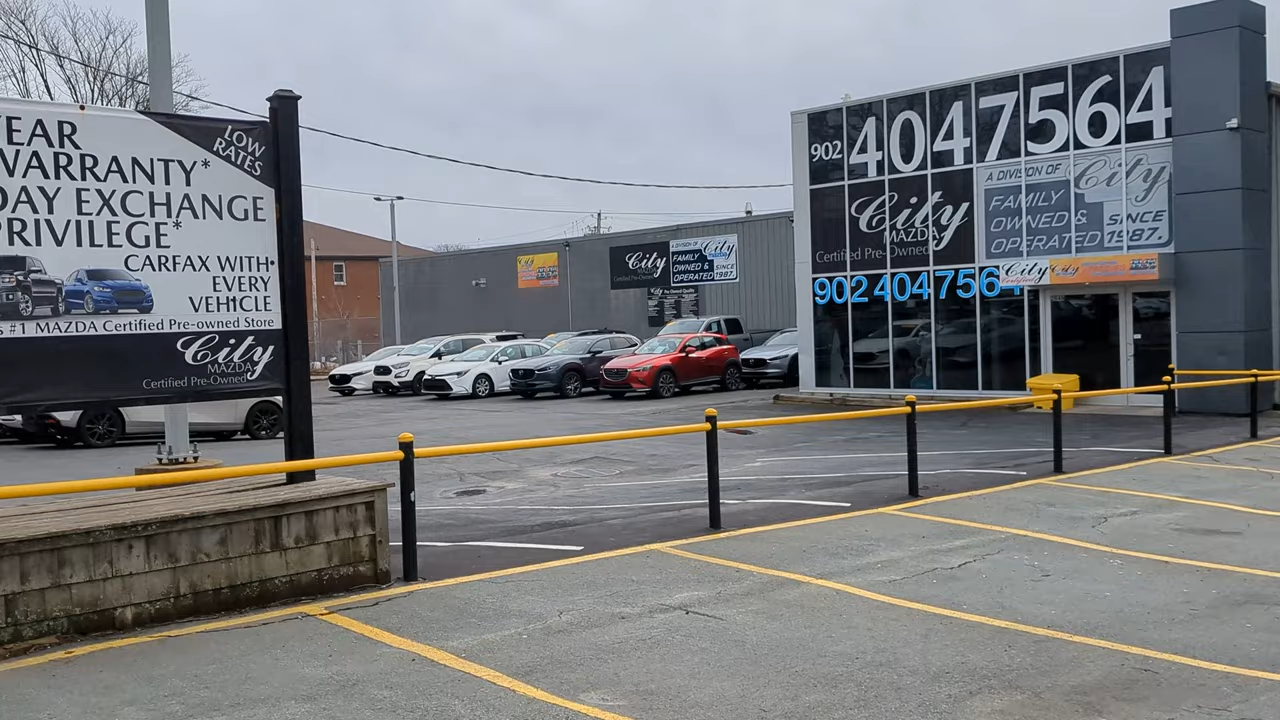 YEAR
WARRANTY*
DAY EXCHANGE
PRIVILEGE*
CARFAX WITH
EVERY
VEHICLE
LOW
RATES
#1 MAZDA Certified Pre-owned Store
City
MAZDA
Certified Pre-Owned
City
A DIVISION OF
City
mazda
FAMILY
OWNED &
OPERATED
SINCE
1987.
902 4047564
City
MAZDA
Certified Pre-Owned
A DIVISION OF
City
FAMILY
OWNED &
OPERATED
SINCE
1987.
902 404 7564
City
Certified
City